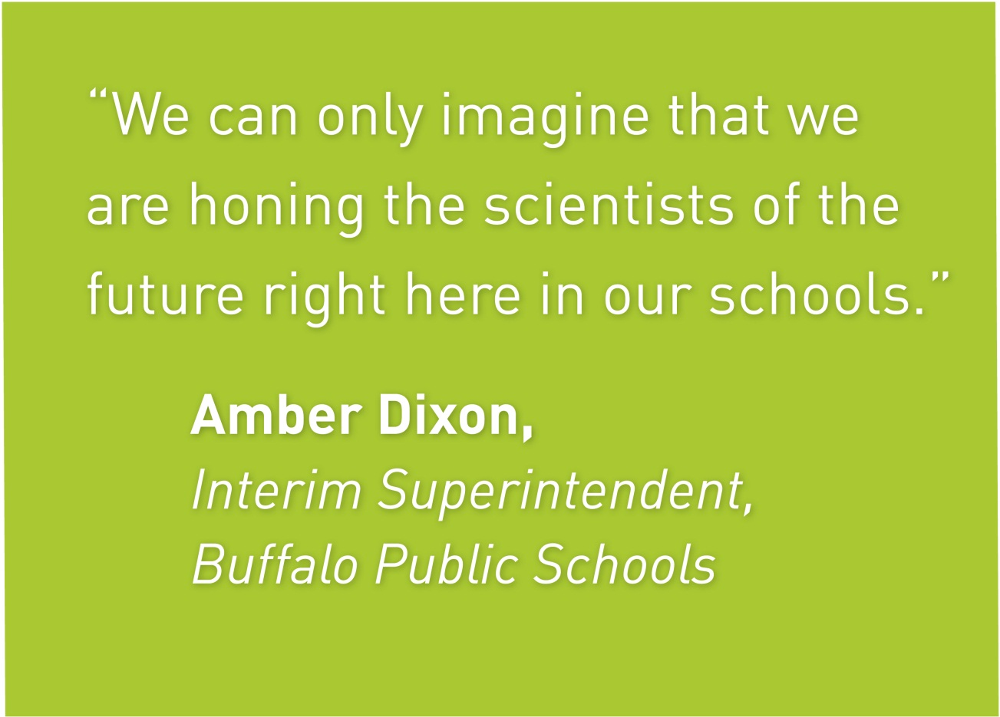 “We can only imagine that we
are honing the scientists of the
future right here in our schools.”
Amber Dixon,
Interim Superintendent,
Buffalo Public Schools